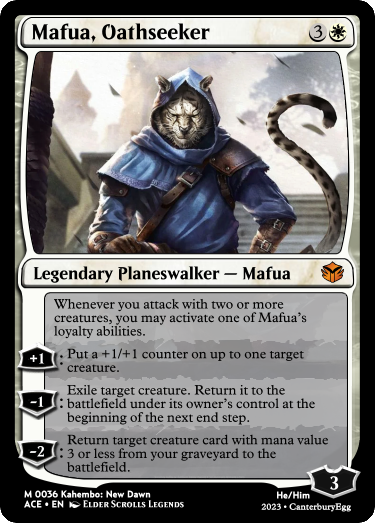 Mafua, Oathseeker 3
Legendary Planeswalker — Mafua
Whenever you attack with two or more
creatures, you may activate one of Mafua's
loyalty abilities.
+1 : Put a +1/+1 counter on up to one target
creature.
-1 : Exile target creature. Return it to the
battlefield under its owner's control at the
beginning of the next end step.
-2 : Return target creature card with mana value
3 or less from your graveyard to the
battlefield.
3
M 0036 Kahembo: New Dawn He/Him
ACE • EN Elder Scrolls Legends 2023 • CanterburyEgg